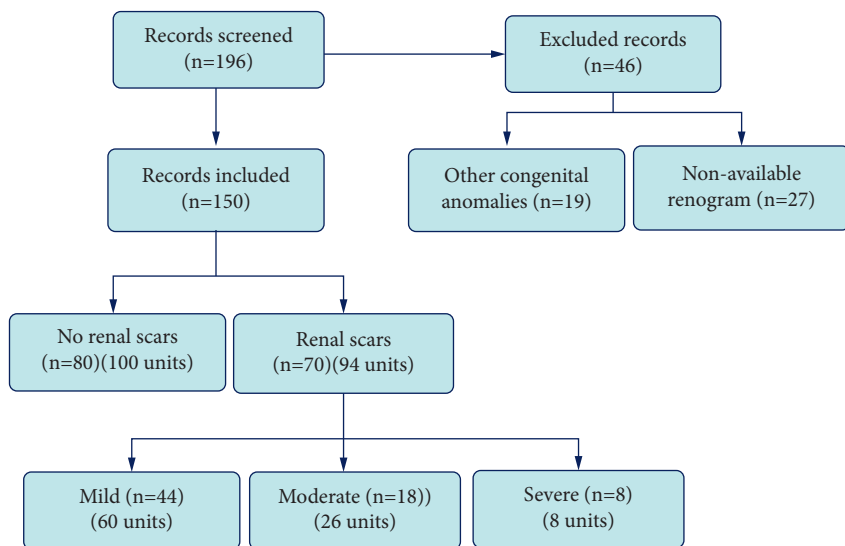 Records screened
(n=196)
Excluded records
(n=46)
Records included
(n=150)
Other congenital
anomalies (n=19)
Non-available
renogram (n=27)
No renal scars
(n=80)(100 units)
Renal scars
(n=70)(94 units)
Mild (n=44)
(60 units)
Moderate (n=18))
(26 units)
Severe (n=8)
(8 units)